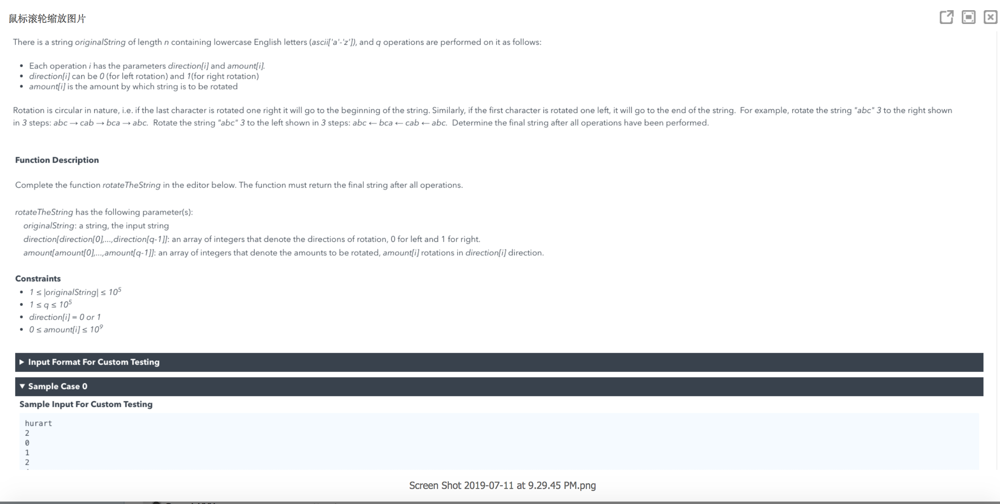 鼠标滚轮缩放图片
There is a string originalString of length n containing lowercase English letters (ascii['a'-'z']), and q operations are performed on it as follows:
• Each operation i has the parameters direction[i] and amount[i].
• direction[i] can be 0 (for left rotation) and 1(for right rotation)
• amount[i] is the amount by which string is to be rotated
Rotation is circular in nature, i.e. if the last character is rotated one right it will go to the beginning of the string. Similarly, if the first character is rotated one left, it will go to the end of the string.  For example, rotate the string "abc" 3 to the right shown
in 3 steps: abc → cab → bca → abc.  Rotate the string "abc" 3 to the left shown in 3 steps: abc ← bca ← cab ← abc.  Determine the final string after all operations have been performed.
Function Description
Complete the function rotateTheString in the editor below. The function must return the final string after all operations.
rotateTheString has the following parameter(s):
originalString: a string, the input string
direction[direction[0],...,direction[q-1]]: an array of integers that denote the directions of rotation, 0 for left and 1 for right.
amount[amount[0],...,amount[q-1]]: an array of integers that denote the amounts to be rotated, amount[i] rotations in direction[i] direction.
Constraints
• 1 ≤ |originalString| ≤ 10⁵
• 1 ≤ q ≤ 10⁵
• direction[i] = 0 or 1
• 0 ≤ amount[i] ≤ 10⁹
▶ Input Format For Custom Testing
▼ Sample Case 0
Sample Input For Custom Testing
hurart
2
0
1
2
Screen Shot 2019-07-11 at 9.29.45 PM.png